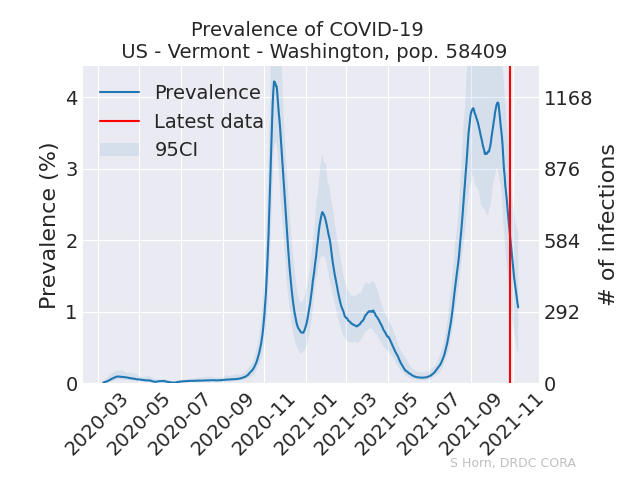 Prevalence of COVID-19
US - Vermont - Washington, pop. 58409
Prevalence
Latest data
95CI
Prevalence (%)
4
3
2
1
0
1168
876
584
292
0
# of infections
2020-03
2020-05
2020-07
2020-09
2020-11
2021-01
2021-03
2021-05
2021-07
2021-09
2021-11
S Horn, DRDC CORA